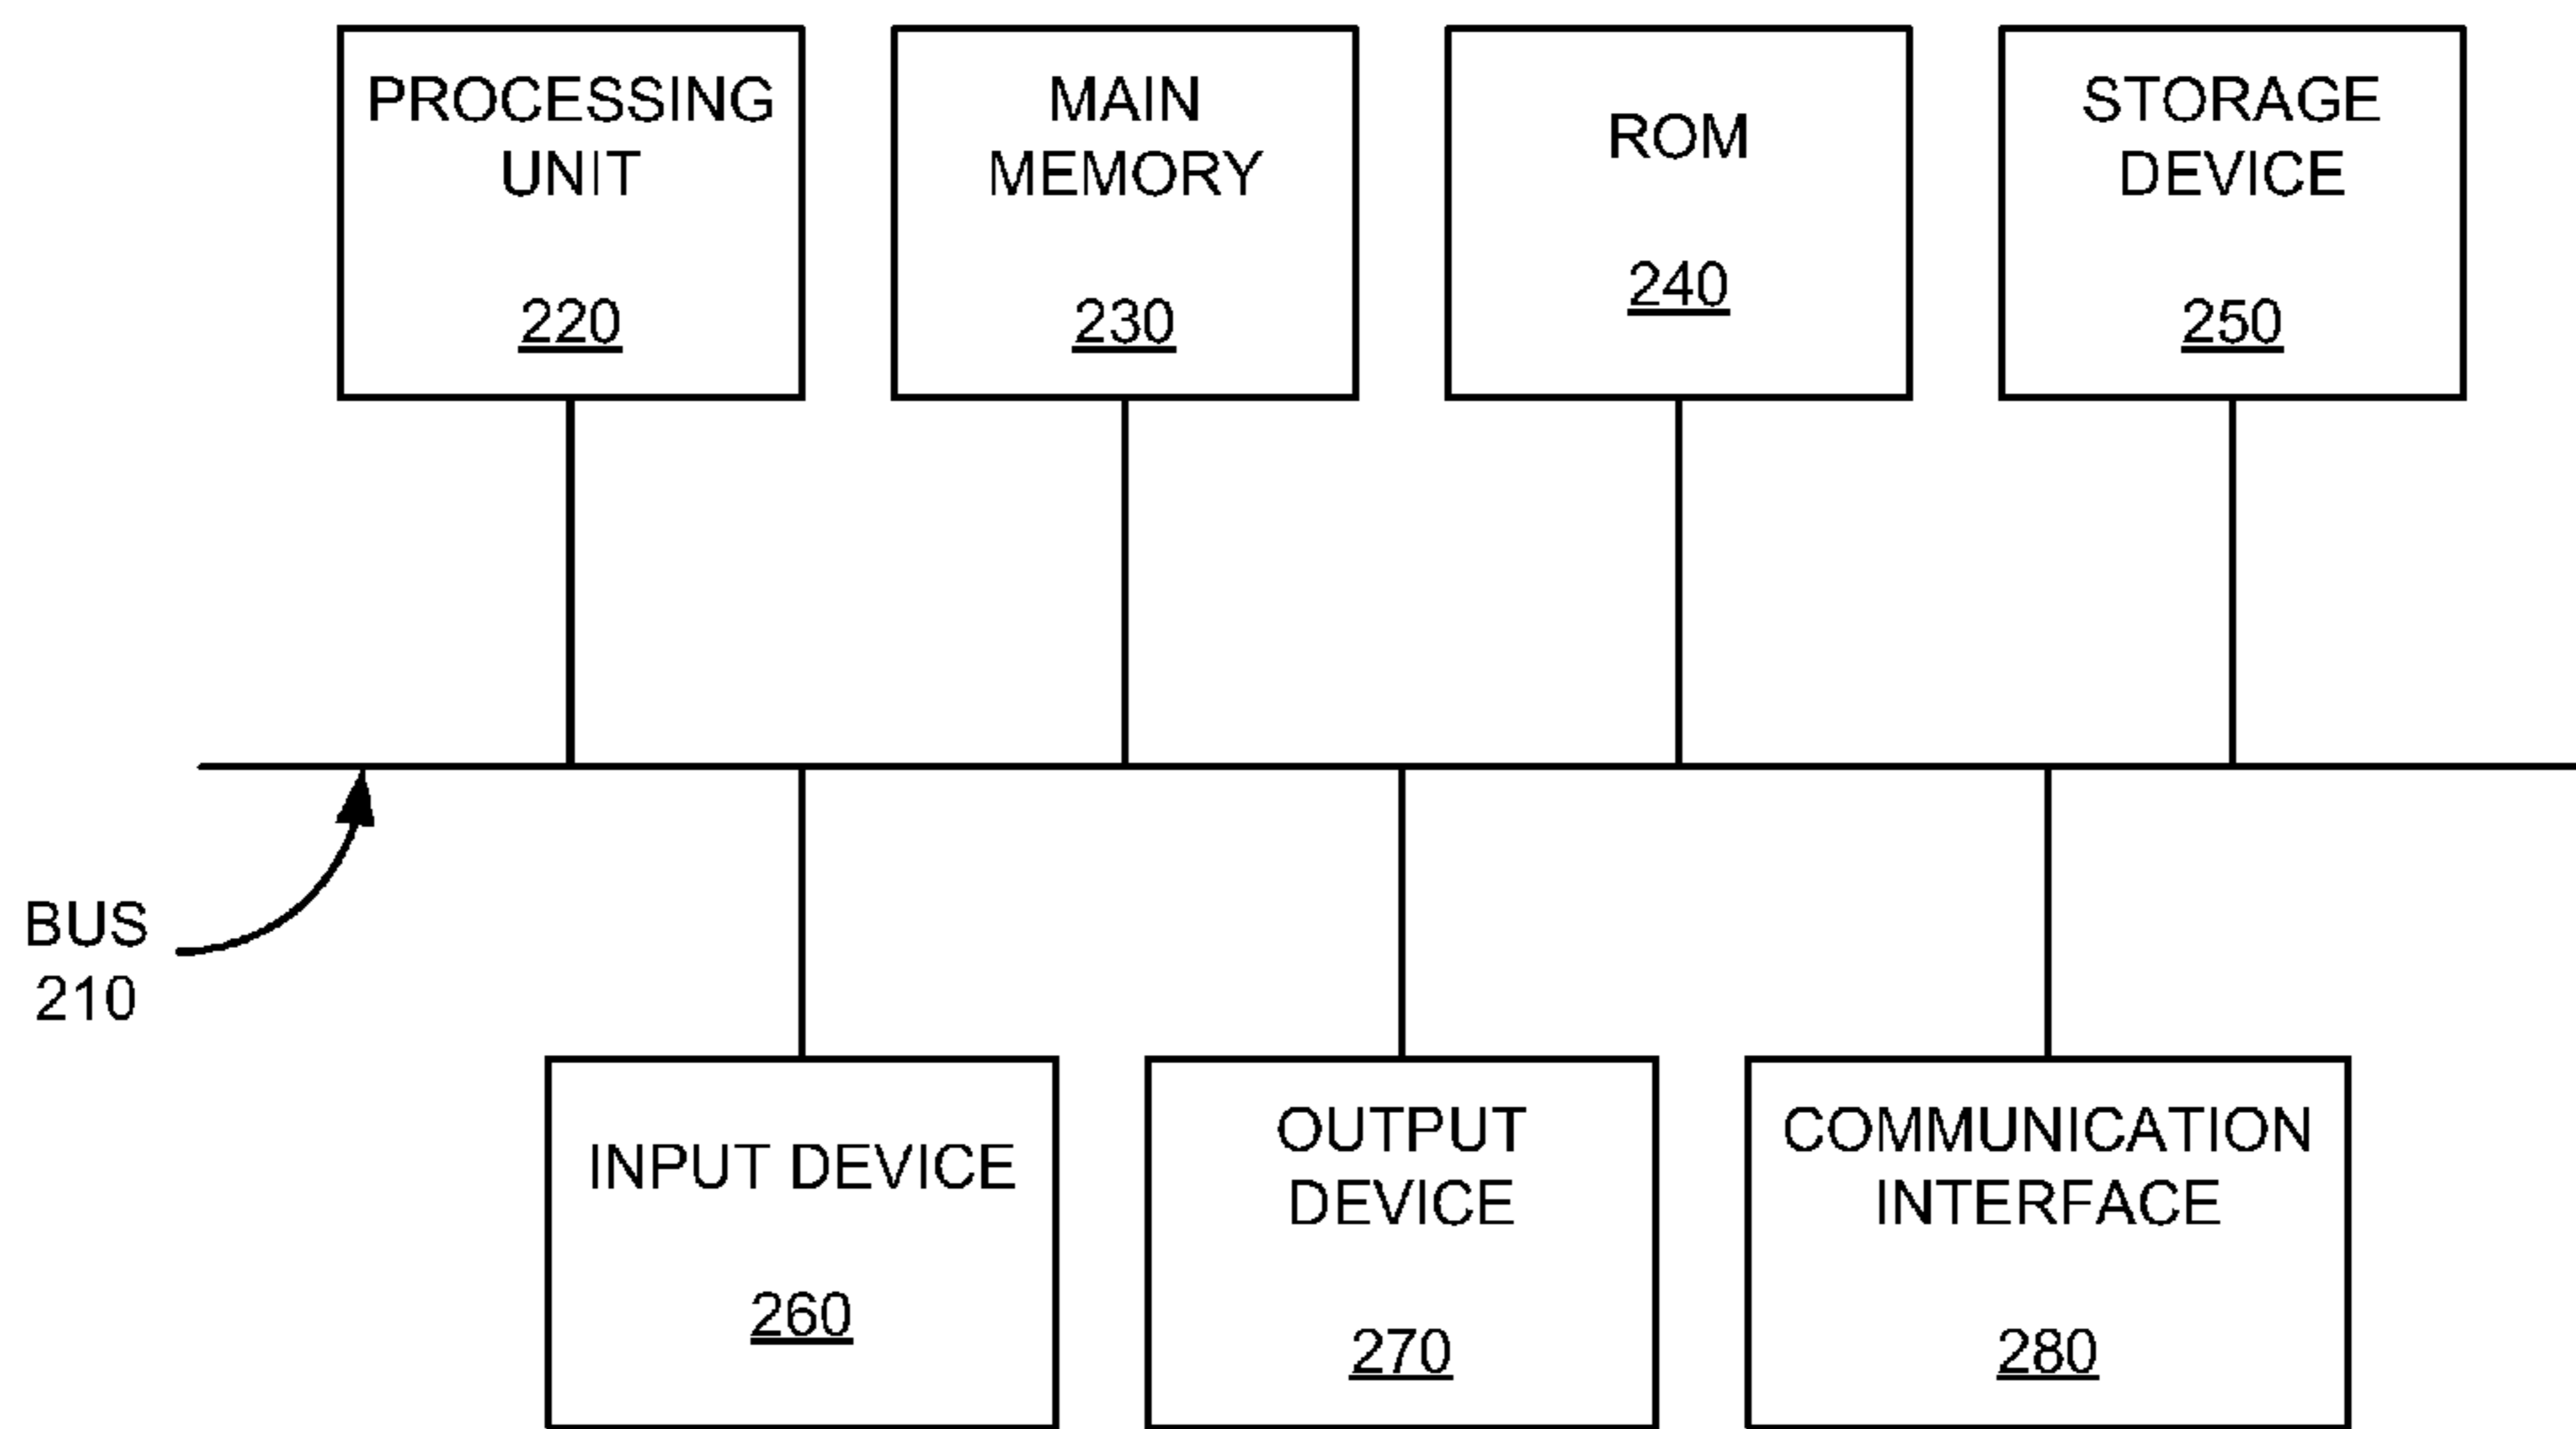 PROCESSING
UNIT
220
MAIN
MEMORY
230
ROM
240
STORAGE
DEVICE
250
BUS
210
INPUT DEVICE
260
OUTPUT
DEVICE
270
COMMUNICATION
INTERFACE
280